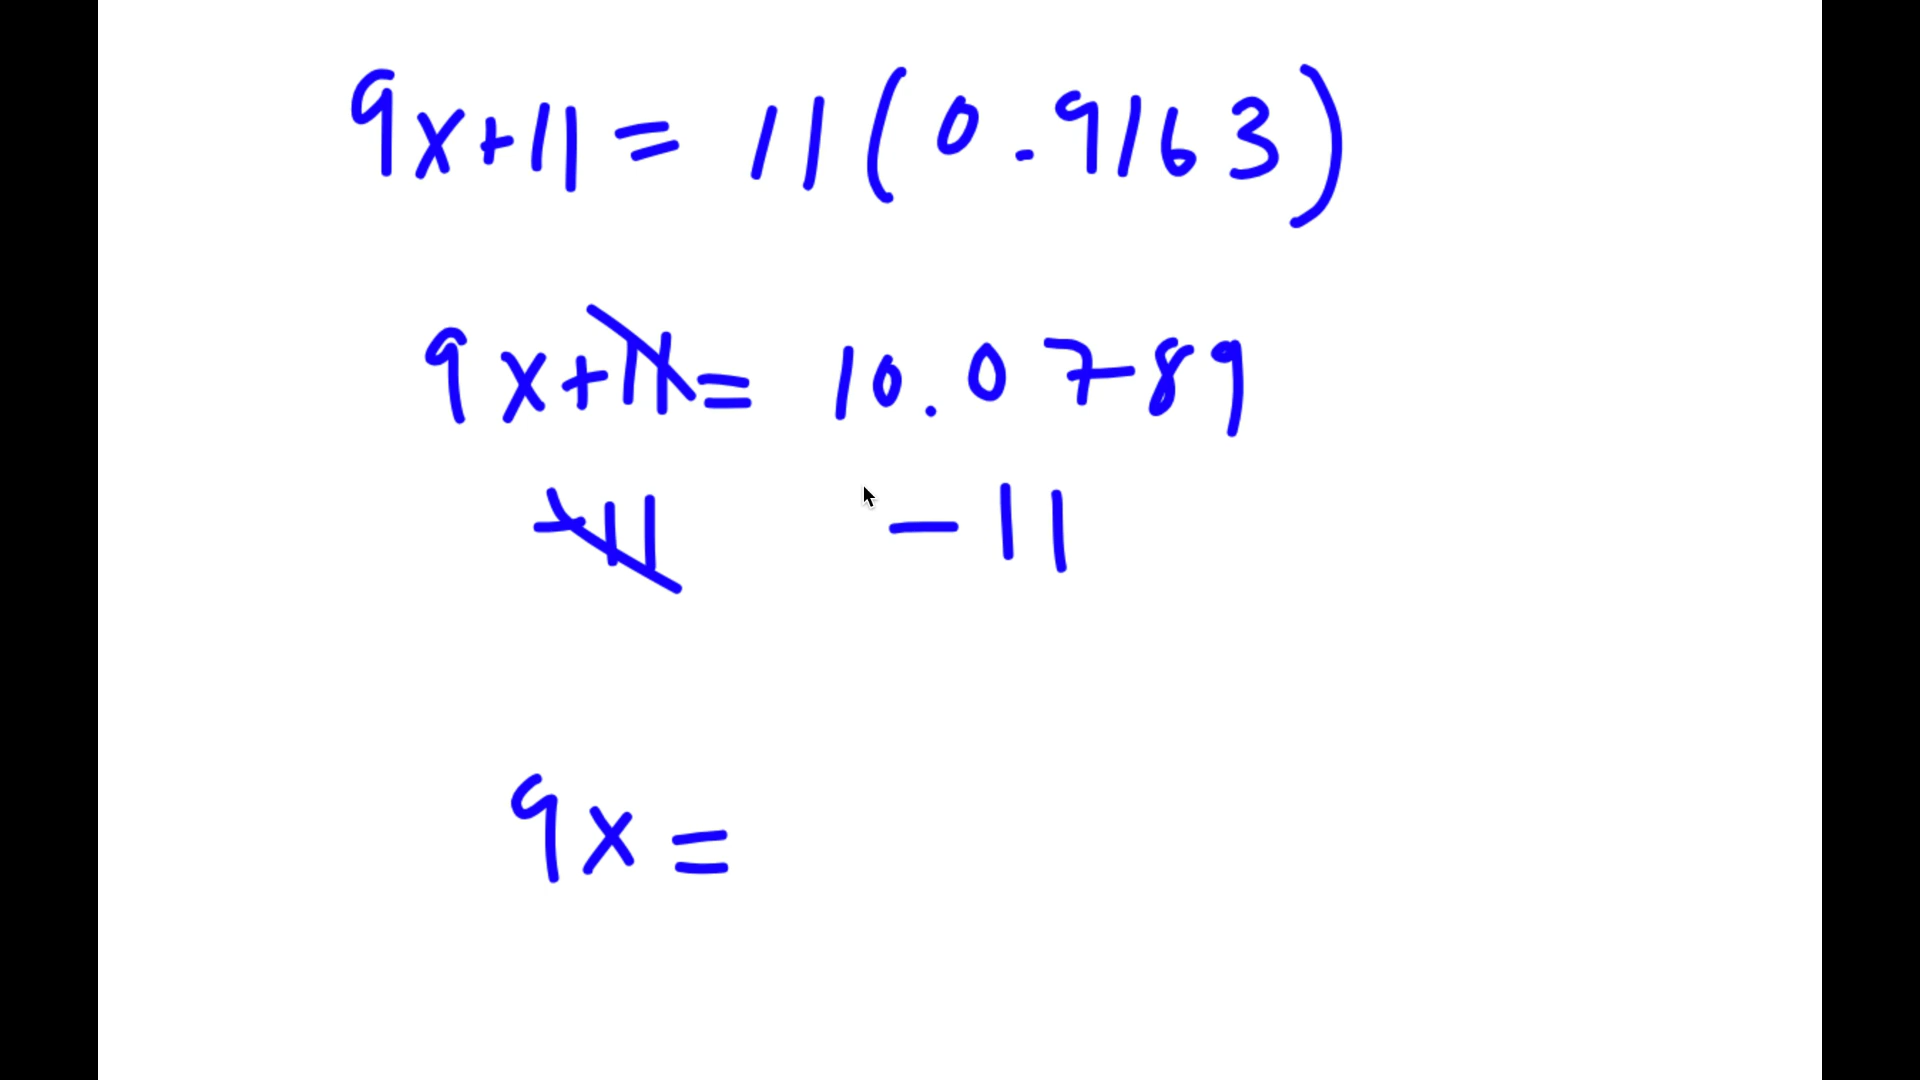 9x+11= 11(0.9163)
9x+11= 10.0789
-11 -11
9x=